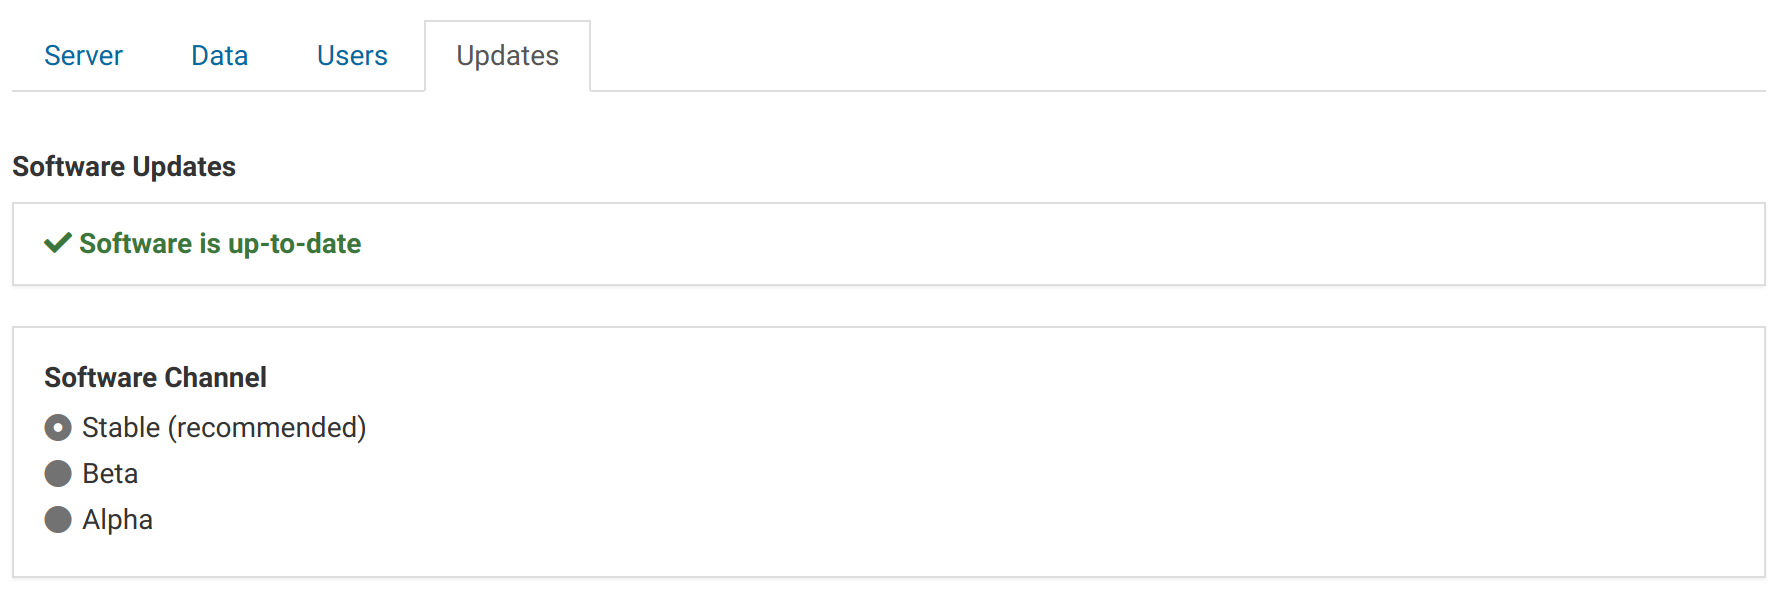 Server Data Users Updates
Software Updates
Software is up-to-date
Software Channel
Stable (recommended)
Beta
Alpha